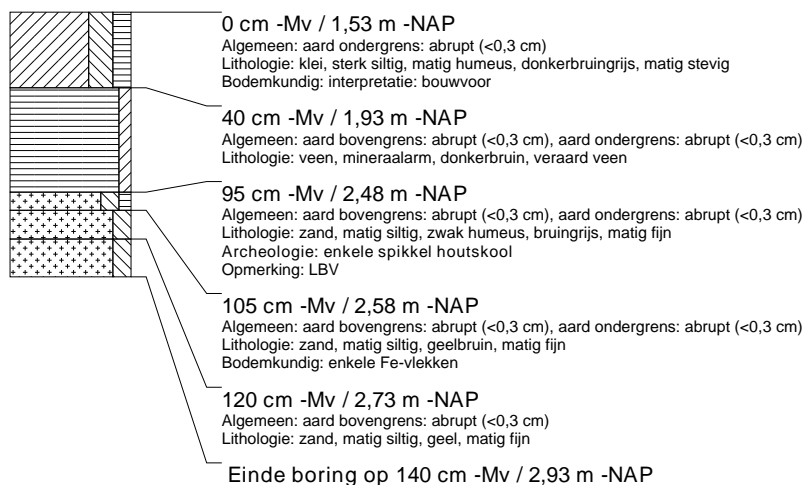 0 cm -Mv / 1,53 m -NAP
Algemeen: aard ondergrens: abrupt (<0,3 cm)
Lithologie: klei, sterk siltig, matig humeus, donkerbruingrijs, matig stevig
Bodemkundig: interpretatie: bouwvoor
40 cm -Mv / 1,93 m -NAP
Algemeen: aard bovengrens: abrupt (<0,3 cm), aard ondergrens: abrupt (<0,3 cm)
Lithologie: veen, mineraalarm, donkerbruin, veraard veen
95 cm -Mv / 2,48 m -NAP
Algemeen: aard bovengrens: abrupt (<0,3 cm), aard ondergrens: abrupt (<0,3 cm)
Lithologie: zand, matig siltig, zwak humeus, bruingrijs, matig fijn
Archeologie: enkele spikkel houtskool
Opmerking: LBV
105 cm -Mv / 2,58 m -NAP
Algemeen: aard bovengrens: abrupt (<0,3 cm), aard ondergrens: abrupt (<0,3 cm)
Lithologie: zand, matig siltig, geelbruin, matig fijn
Bodemkundig: enkele Fe-vlekken
120 cm -Mv / 2,73 m -NAP
Algemeen: aard bovengrens: abrupt (<0,3 cm)
Lithologie: zand, matig siltig, geel, matig fijn
Einde boring op 140 cm -Mv / 2,93 m -NAP